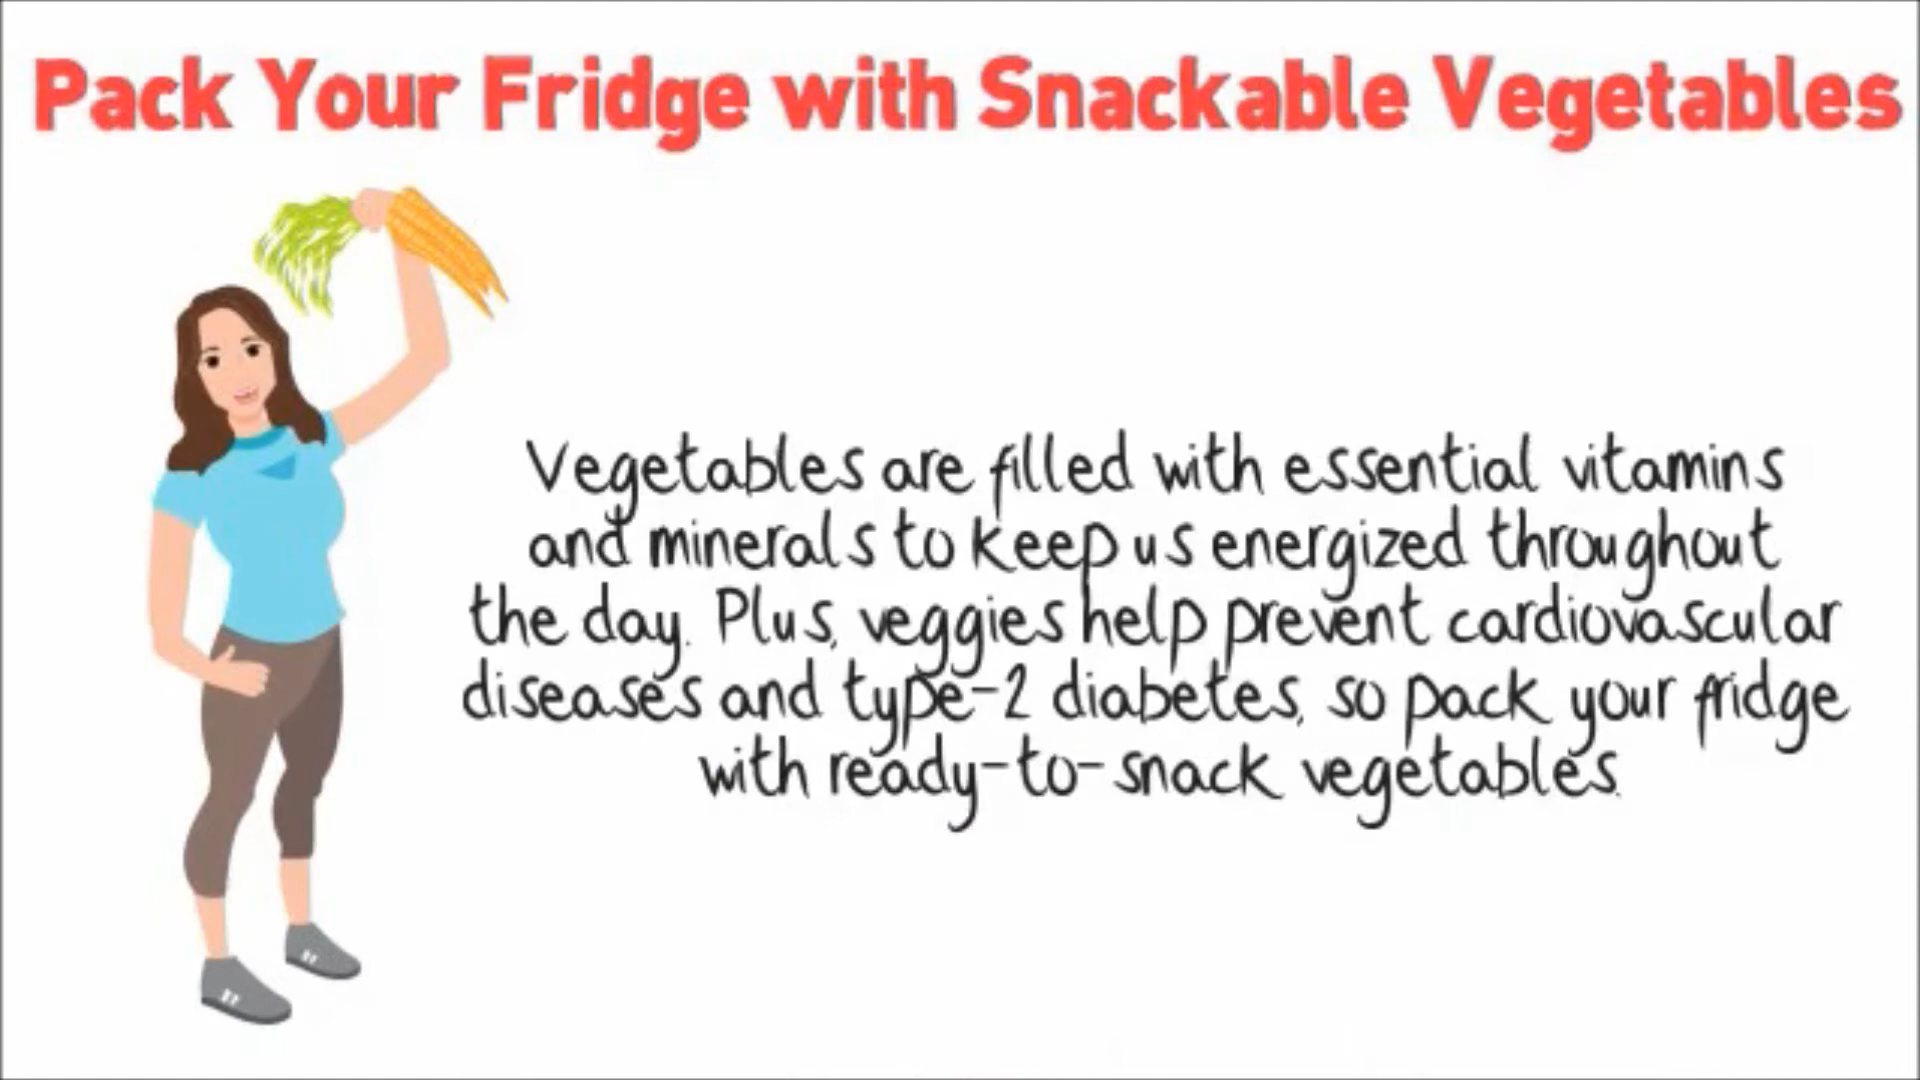 Pack Your Fridge with Snackable Vegetables
Vegetables are filled with essential vitamins
and minerals to keep us energized throughout
the day. Plus, veggies help prevent cardiovascular
diseases and type-2 diabetes, so pack your fridge
with ready-to-snack vegetables.